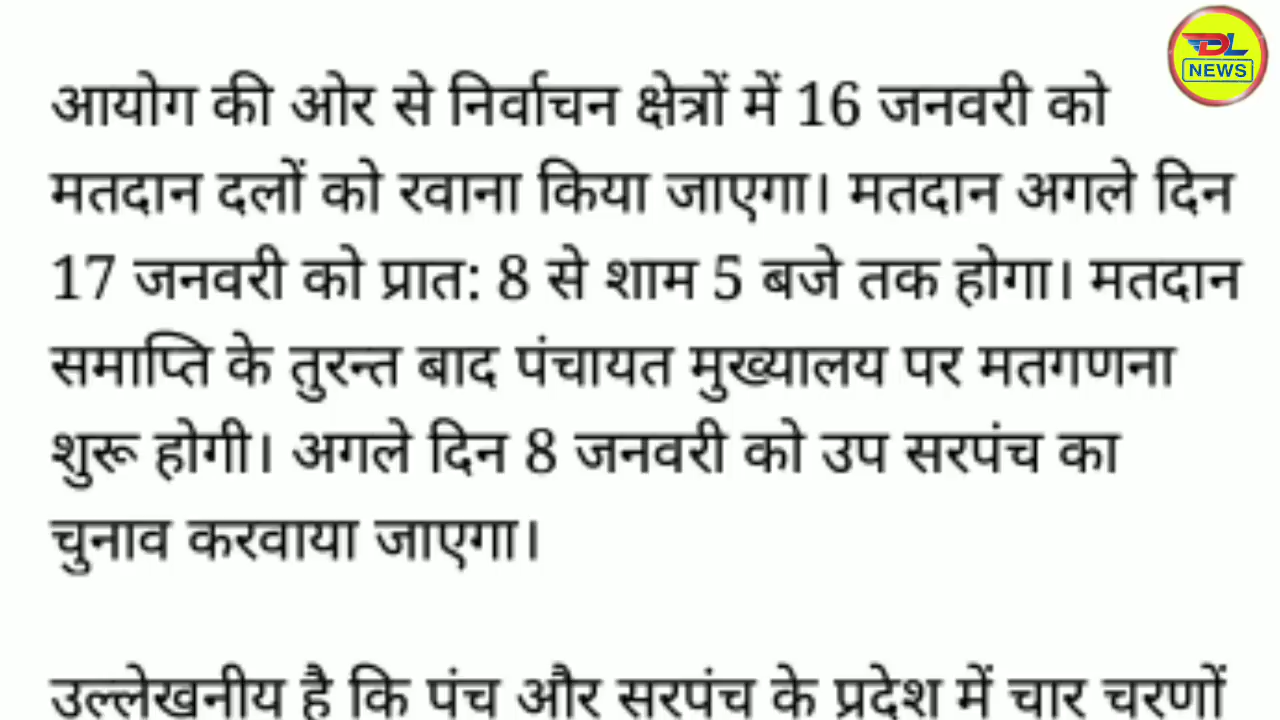 DL
NEWS
आयोग की ओर से निर्वाचन क्षेत्रों में 16 जनवरी को
मतदान दलों को रवाना किया जाएगा। मतदान अगले दिन
17 जनवरी को प्रात: 8 से शाम 5 बजे तक होगा। मतदान
समाप्ति के तुरन्त बाद पंचायत मुख्यालय पर मतगणना
शुरू होगी। अगले दिन 8 जनवरी को उप सरपंच का
चुनाव करवाया जाएगा।
उल्लेखनीय है कि पंच और सरपंच के प्रदेश में चार चरणों